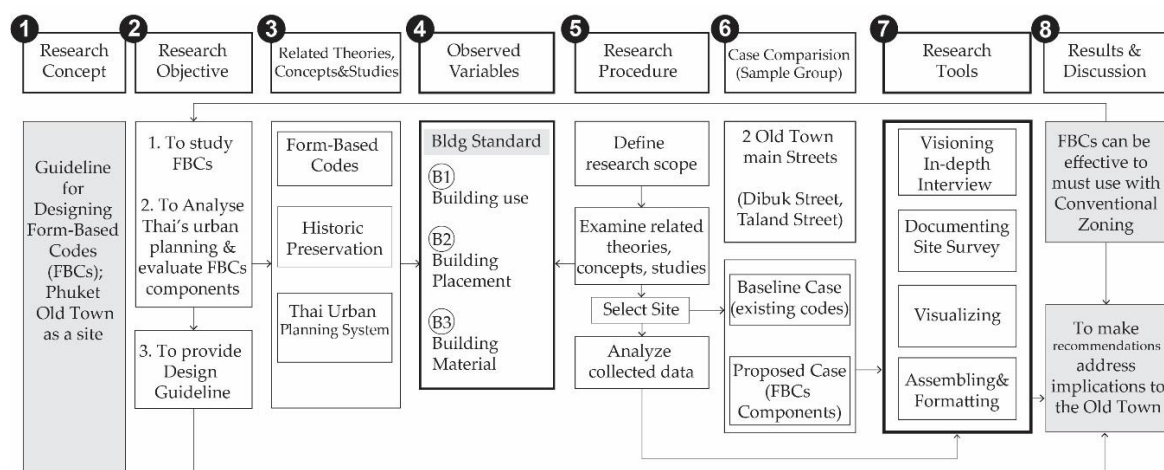 1
Research
Concept
2
Research
Objective
3
Related Theories,
Concepts&Studies
4
Observed
Variables
5
Research
Procedure
6
Case Comparision
(Sample Group)
7
Research
Tools
8
Results &
Discussion
Guideline
for
Designing
Form-Based
Codes
(FBCs);
Phuket
Old Town
as a site
1. To study
FBCs
2. To Analyse
Thai's urban
planning &
evaluate FBCs
components
3. To provide
Design
Guideline
Form-Based
Codes
Historic
Preservation
Thai Urban
Planning System
Bldg Standard
B1
Building use
B2
Building
Placement
B3
Building
Material
Define
research scope
Examine related
theories,
concepts, studies
Select Site
Analyze
collected data
2 Old Town
main Streets
(Dibuk Street,
Taland Street)
Baseline Case
(existing codes)
Proposed Case
(FBCs
Components)
Visioning
In-depth
Interview
Documenting
Site Survey
Visualizing
Assembling&
Formatting
FBCs can be
effective to
must use with
Conventional
Zoning
To make
recommendations
address
implications to
the Old Town